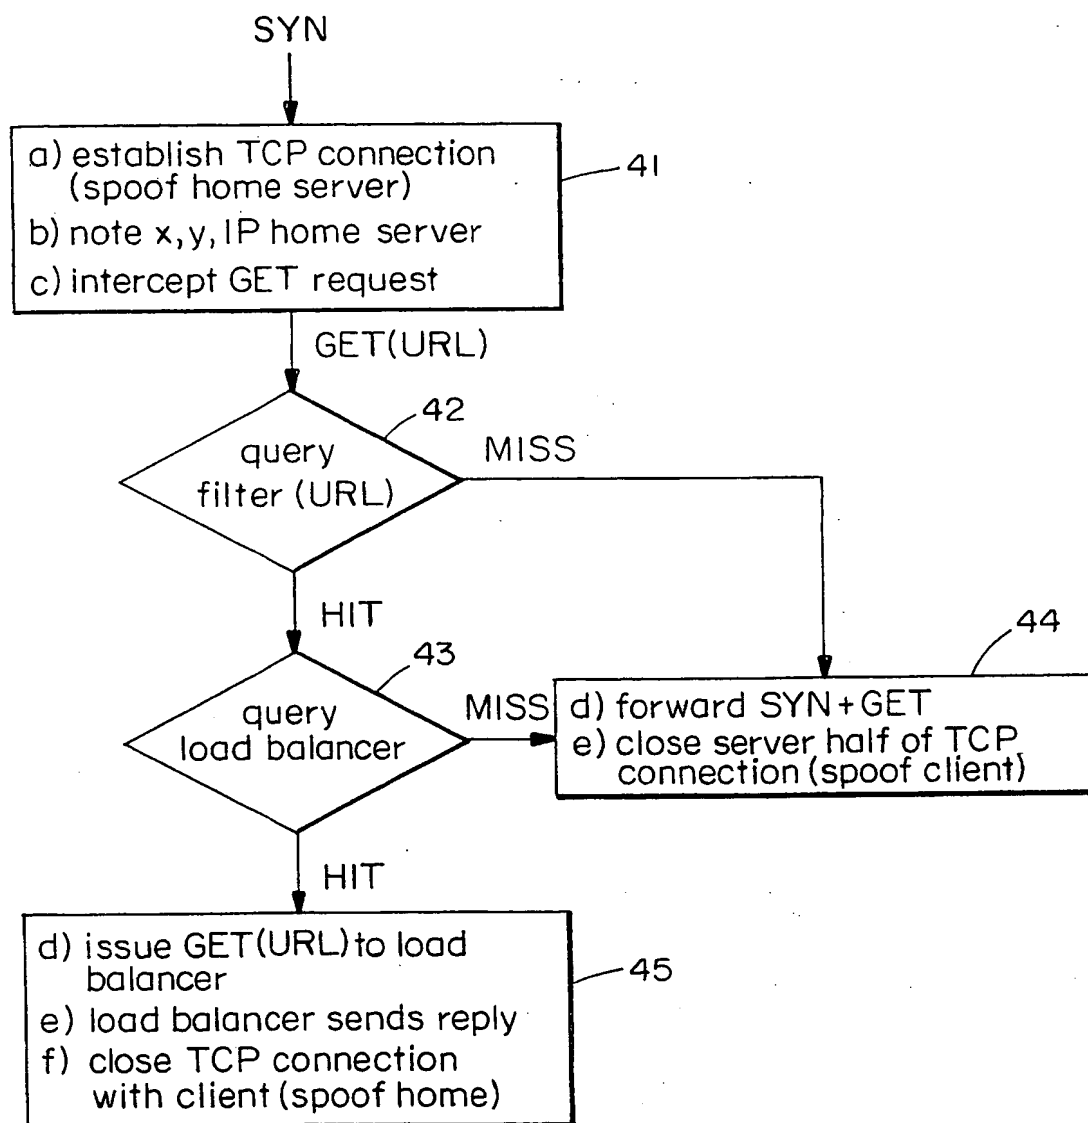 SYN
a) establish TCP connection
(spoof home server)
b) note x, y, IP home server
c) intercept GET request
41
GET(URL)
42
query
filter (URL)
MISS
HIT
43
query
load balancer
MISS
44
d) forward SYN+GET
e) close server half of TCP
connection (spoof client)
HIT
d) issue GET(URL) to load
balancer
e) load balancer sends reply
f) close TCP connection
with client (spoof home)
45